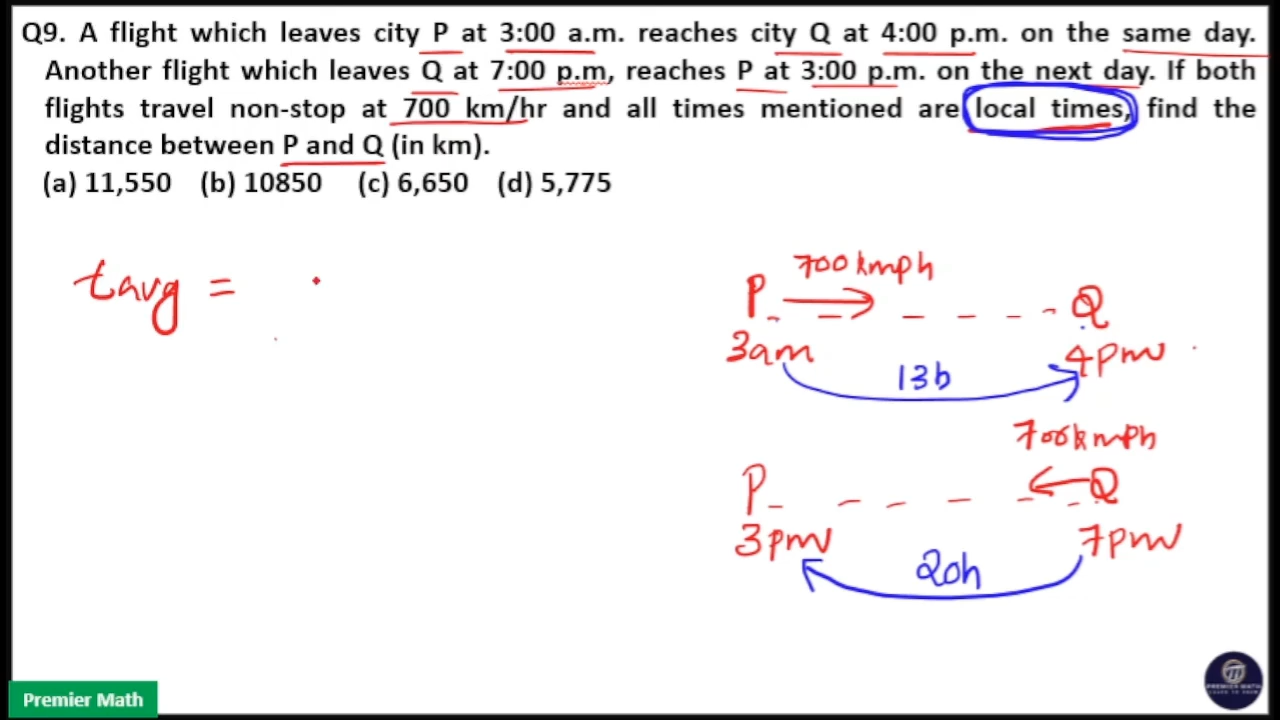 Q9. A flight which leaves city P at 3:00 a.m. reaches city Q at 4:00 p.m. on the same day.
Another flight which leaves Q at 7:00 p.m, reaches P at 3:00 p.m. on the next day. If both
flights travel non-stop at 700 km/hr and all times mentioned are local times, find the
distance between P and Q (in km).
(a) 11,550 (b) 10850 (c) 6,650 (d) 5,775
tavg =
700kmph
P Q
3am 4pm
13h
700kmph
P Q
3pm 7pm
20h
Premier Math
PREMIER MATH